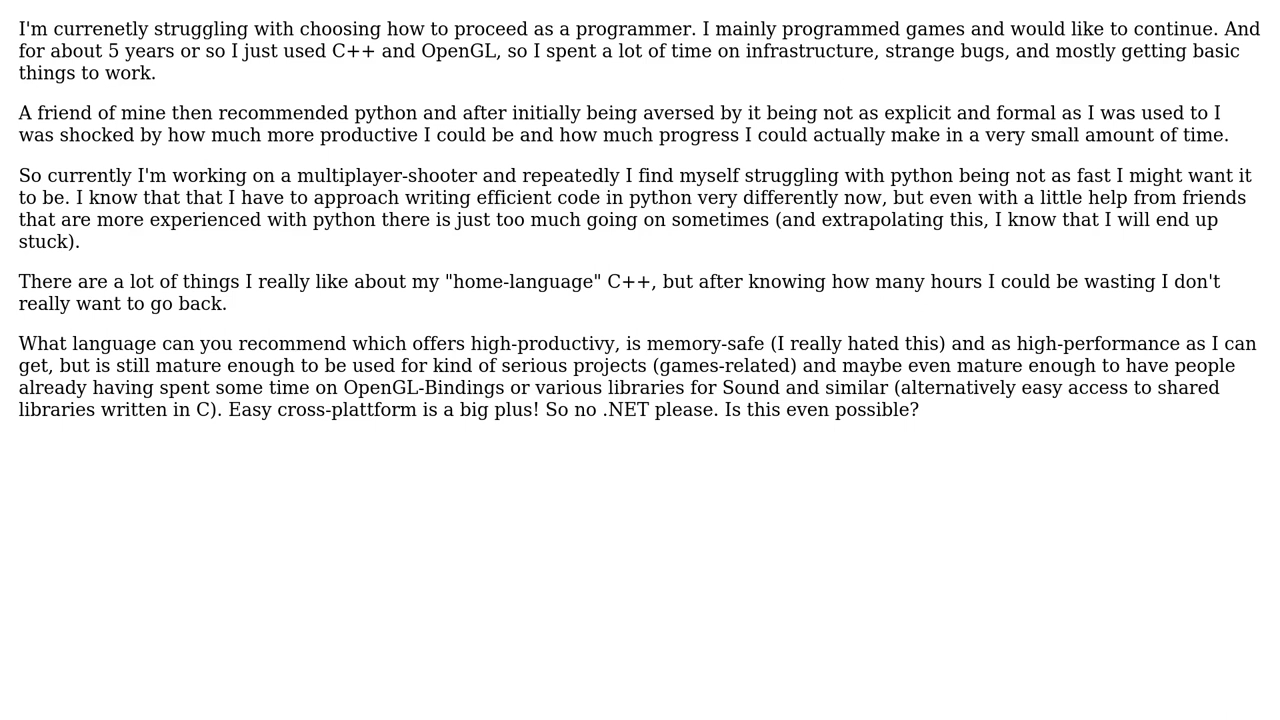 I'm currenetly struggling with choosing how to proceed as a programmer. I mainly programmed games and would like to continue. And
for about 5 years or so I just used C++ and OpenGL, so I spent a lot of time on infrastructure, strange bugs, and mostly getting basic
things to work.
A friend of mine then recommended python and after initially being aversed by it being not as explicit and formal as I was used to I
was shocked by how much more productive I could be and how much progress I could actually make in a very small amount of time.
So currently I'm working on a multiplayer-shooter and repeatedly I find myself struggling with python being not as fast I might want it
to be. I know that that I have to approach writing efficient code in python very differently now, but even with a little help from friends
that are more experienced with python there is just too much going on sometimes (and extrapolating this, I know that I will end up
stuck).
There are a lot of things I really like about my "home-language" C++, but after knowing how many hours I could be wasting I don't
really want to go back.
What language can you recommend which offers high-productivy, is memory-safe (I really hated this) and as high-performance as I can
get, but is still mature enough to be used for kind of serious projects (games-related) and maybe even mature enough to have people
already having spent some time on OpenGL-Bindings or various libraries for Sound and similar (alternatively easy access to shared
libraries written in C). Easy cross-plattform is a big plus! So no .NET please. Is this even possible?